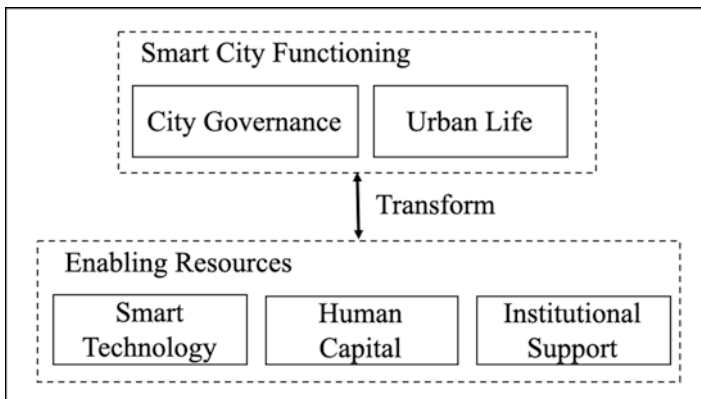 Smart City Functioning
City Governance
Urban Life
Transform
Enabling Resources
Smart
Technology
Human
Capital
Institutional
Support